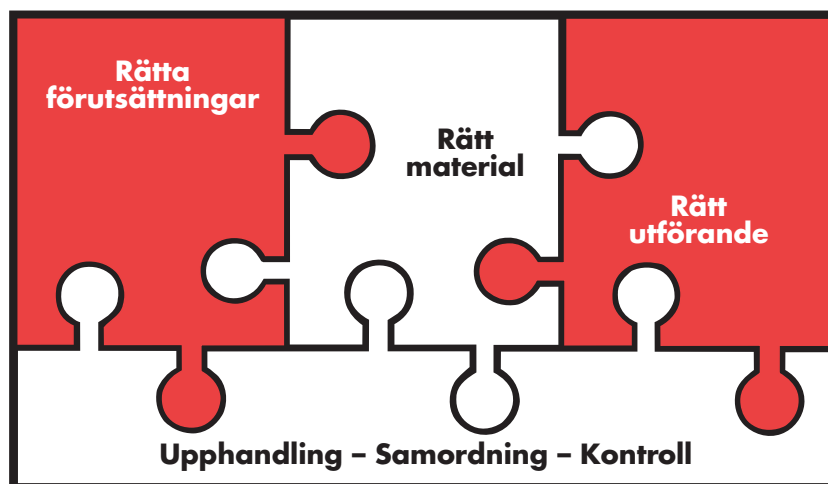 Rätta
förutsättningar
Rätt
material
Rätt
utförande
Upphandling – Samordning – Kontroll